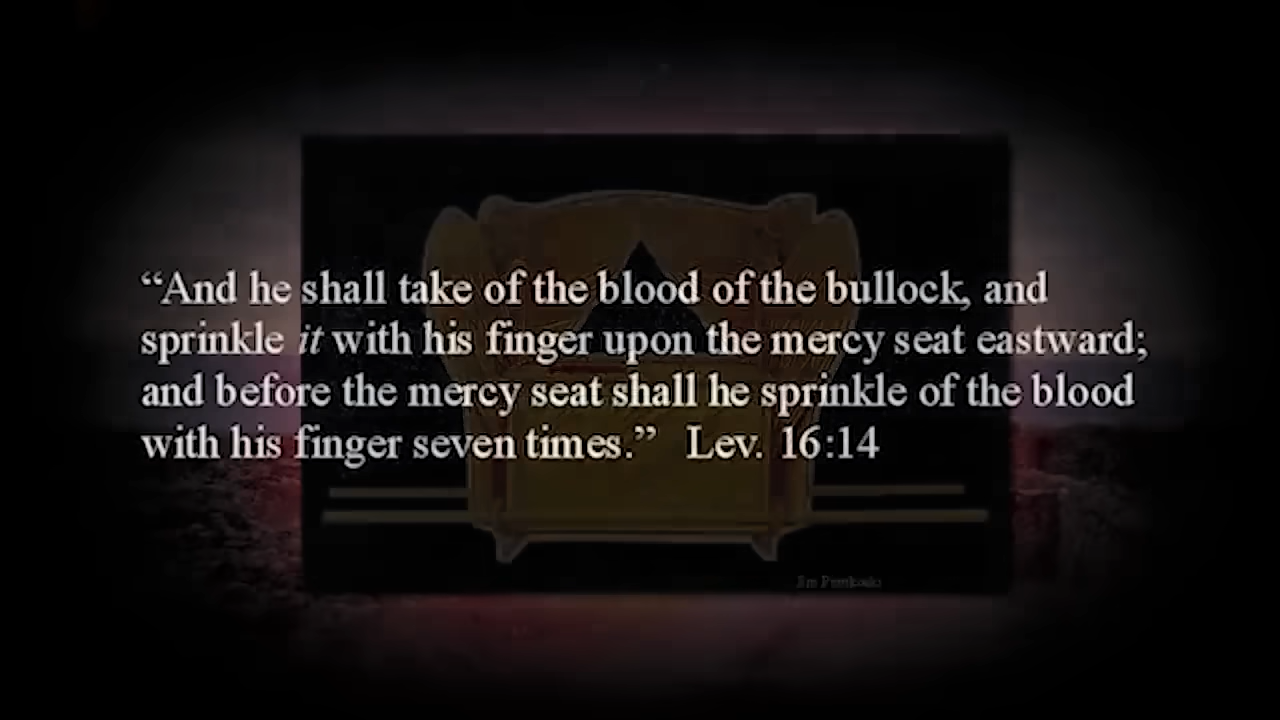 “And he shall take of the blood of the bullock, and
sprinkle it with his finger upon the mercy seat eastward;
and before the mercy seat shall he sprinkle of the blood
with his finger seven times.” Lev. 16:14
Jim